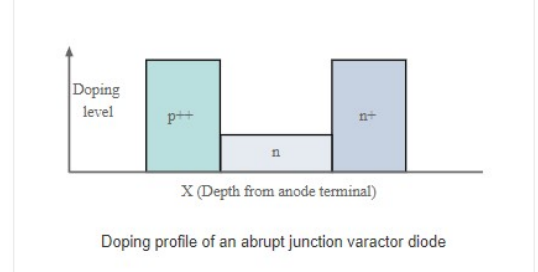 Doping
level
p++
n+
n
X (Depth from anode terminal)
Doping profile of an abrupt junction varactor diode